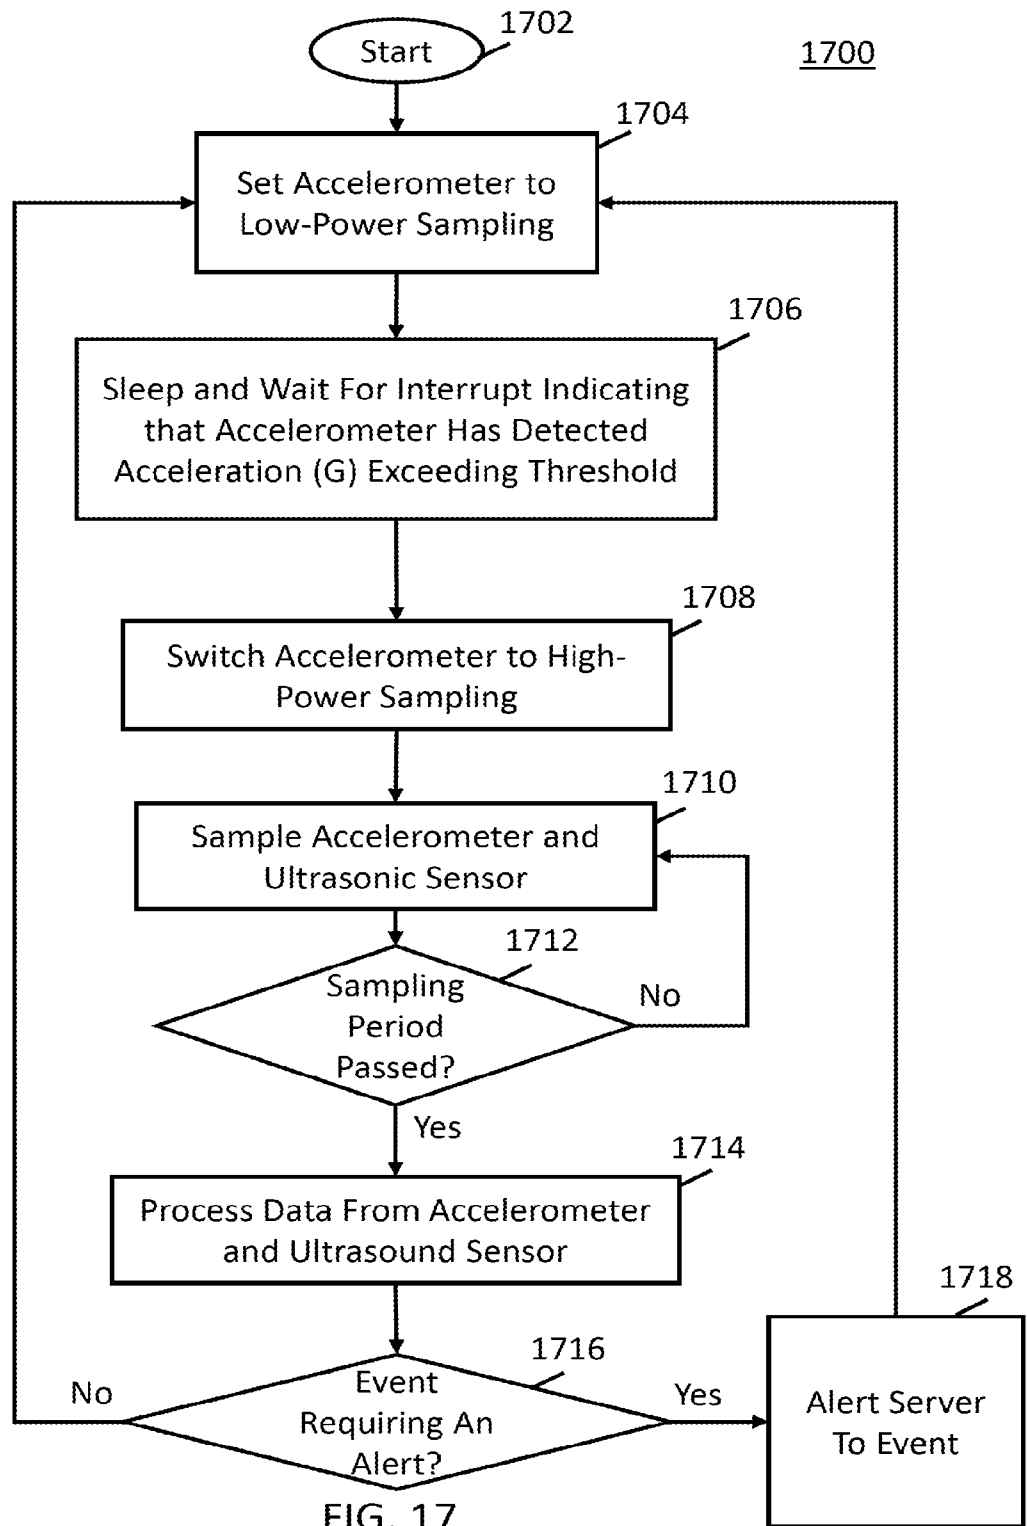 1702
Start
1700
1704
Set Accelerometer to
Low-Power Sampling
1706
Sleep and Wait For Interrupt Indicating
that Accelerometer Has Detected
Acceleration (G) Exceeding Threshold
1708
Switch Accelerometer to High-
Power Sampling
1710
Sample Accelerometer and
Ultrasonic Sensor
1712
Sampling
Period
Passed?
No
Yes
1714
Process Data From Accelerometer
and Ultrasound Sensor
1716
Event
Requiring An
Alert?
No
Yes
1718
Alert Server
To Event
FIG. 17